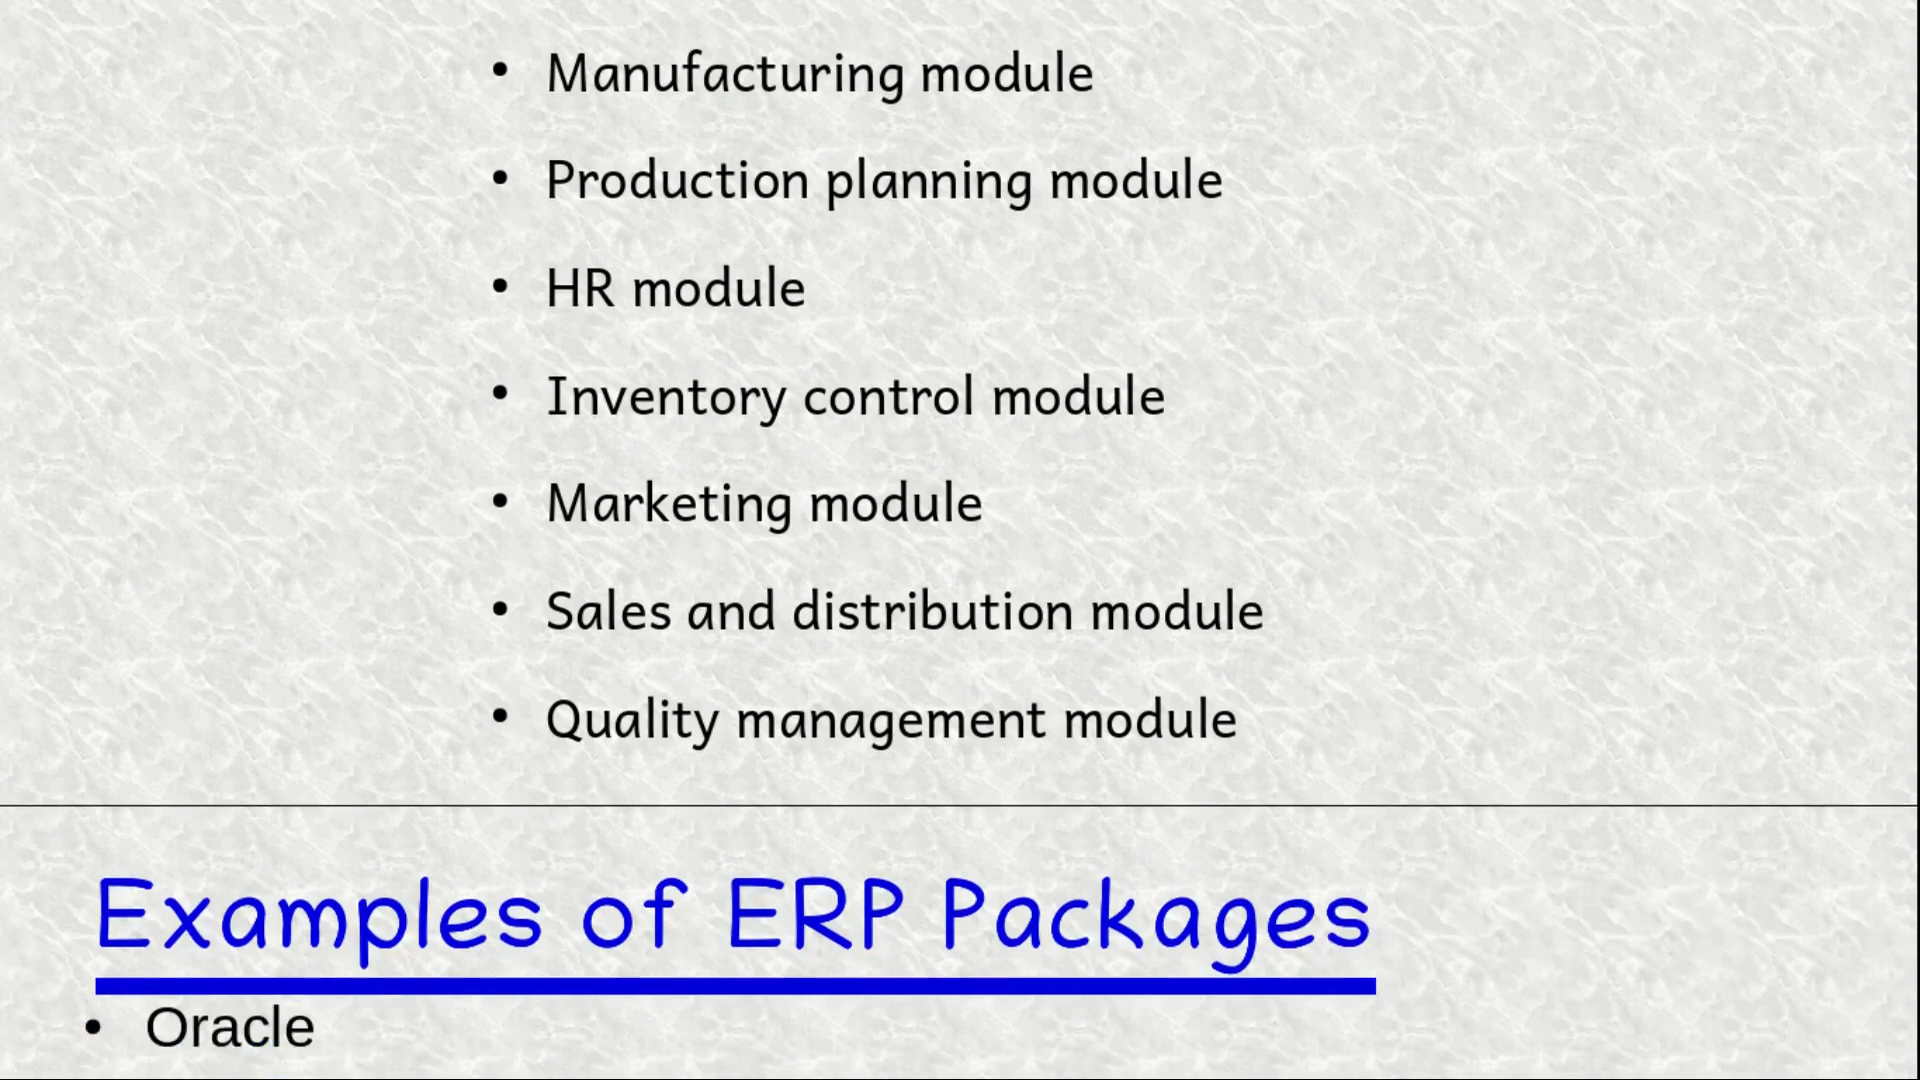 • Manufacturing module
• Production planning module
• HR module
• Inventory control module
• Marketing module
• Sales and distribution module
• Quality management module
Examples of ERP Packages
• Oracle